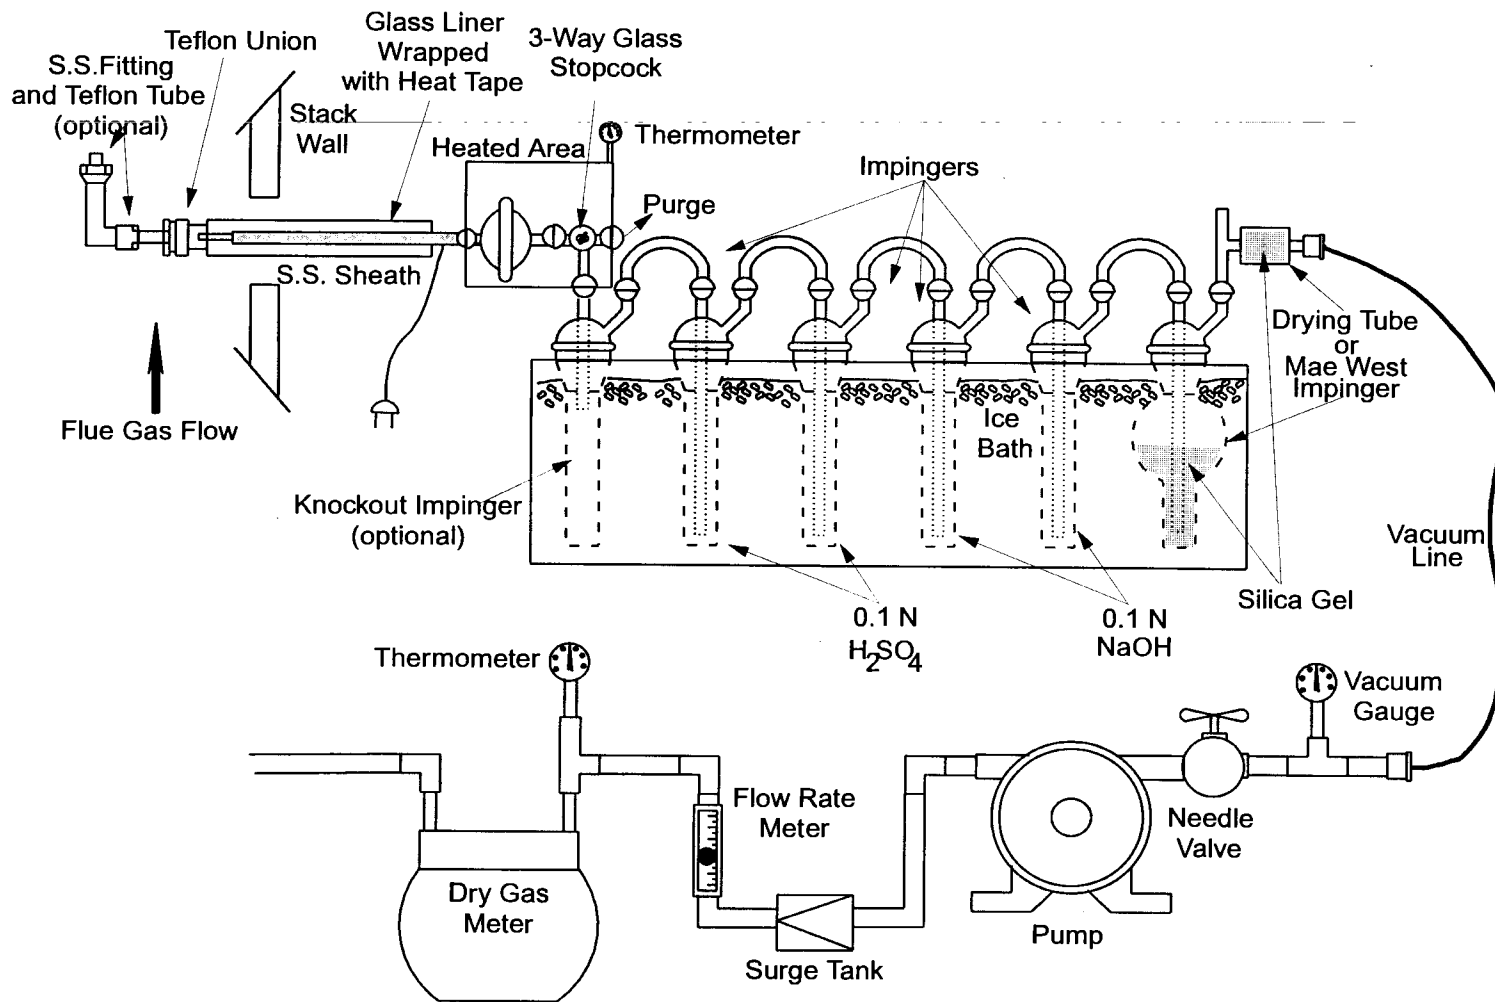 Teflon Union
S.S.Fitting
and Teflon Tube
(optional)
Glass Liner
Wrapped
with Heat Tape
3-Way Glass
Stopcock
Stack
Wall
Heated Area
Thermometer
Impingers
Purge
S.S. Sheath
Flue Gas Flow
Drying Tube
or
Mae West
Impinger
Ice
Bath
Knockout Impinger
(optional)
Vacuum
Line
Silica Gel
0.1 N
H2SO4
0.1 N
NaOH
Thermometer
Vacuum
Gauge
Flow Rate
Meter
Needle
Valve
Dry Gas
Meter
Pump
Surge Tank